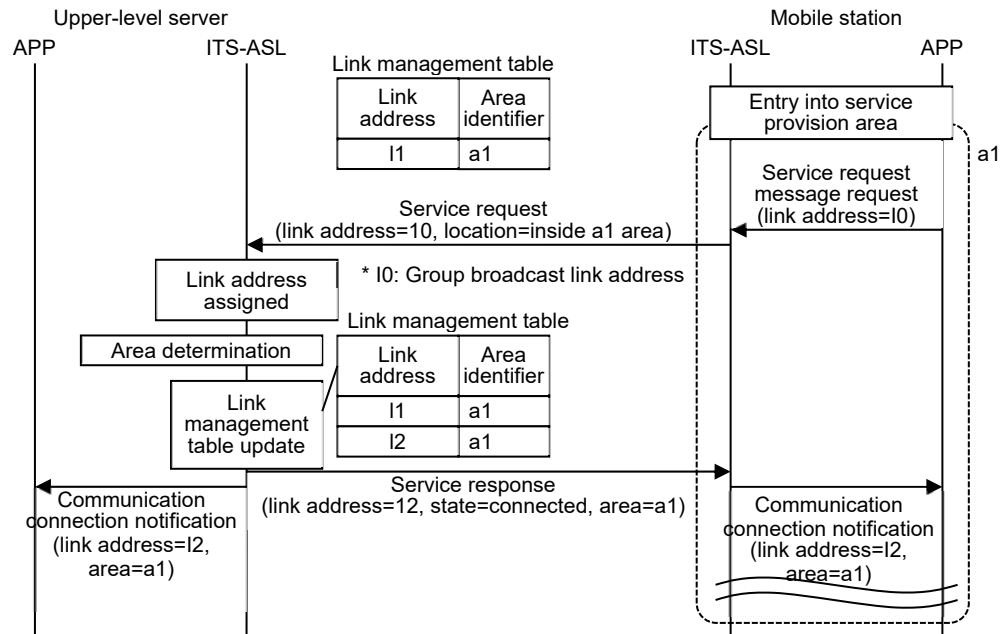 Upper-level server
Mobile station
APP
ITS-ASL
ITS-ASL
APP
Link management table
Link
address
Area
identifier
l1
a1
Entry into service
provision area
a1
Service request
message request
(link address=l0)
Service request
(link address=10, location=inside a1 area)
* l0: Group broadcast link address
Link address
assigned
Link management table
Area determination
Link
address
Area
identifier
l1
a1
l2
a1
Link
management
table update
Service response
(link address=12, state=connected, area=a1)
Communication
connection notification
(link address=l2,
area=a1)
Communication
connection notification
(link address=l2,
area=a1)